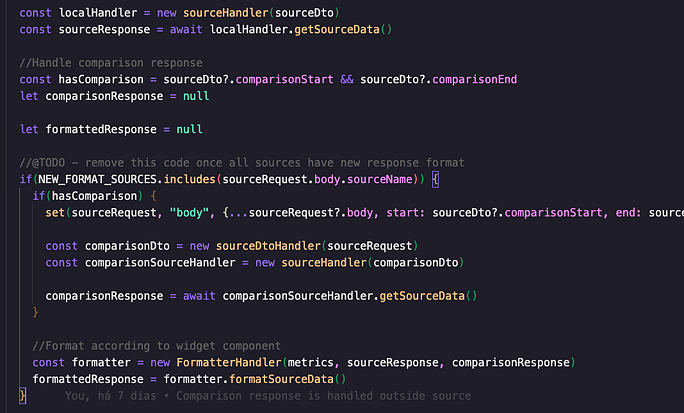 const localHandler = new sourceHandler(sourceDto)
const sourceResponse = await localHandler.getSourceData()
//Handle comparison response
const hasComparison = sourceDto?.comparisonStart && sourceDto?.comparisonEnd
let comparisonResponse = null
let formattedResponse = null
//@TODO - remove this code once all sources have new response format
if(NEW_FORMAT_SOURCES.includes(sourceRequest.body.sourceName)) {
if(hasComparison) {
set(sourceRequest, "body", {...sourceRequest?.body, start: sourceDto?.comparisonStart, end: source
const comparisonDto = new sourceDtoHandler(sourceRequest)
const comparisonSourceHandler = new sourceHandler(comparisonDto)
comparisonResponse = await comparisonSourceHandler.getSourceData()
}
//Format according to widget component
const formatter = new FormatterHandler(metrics, sourceResponse, comparisonResponse)
formattedResponse = formatter.formatSourceData()
} You, há 7 dias • Comparison response is handled outside source